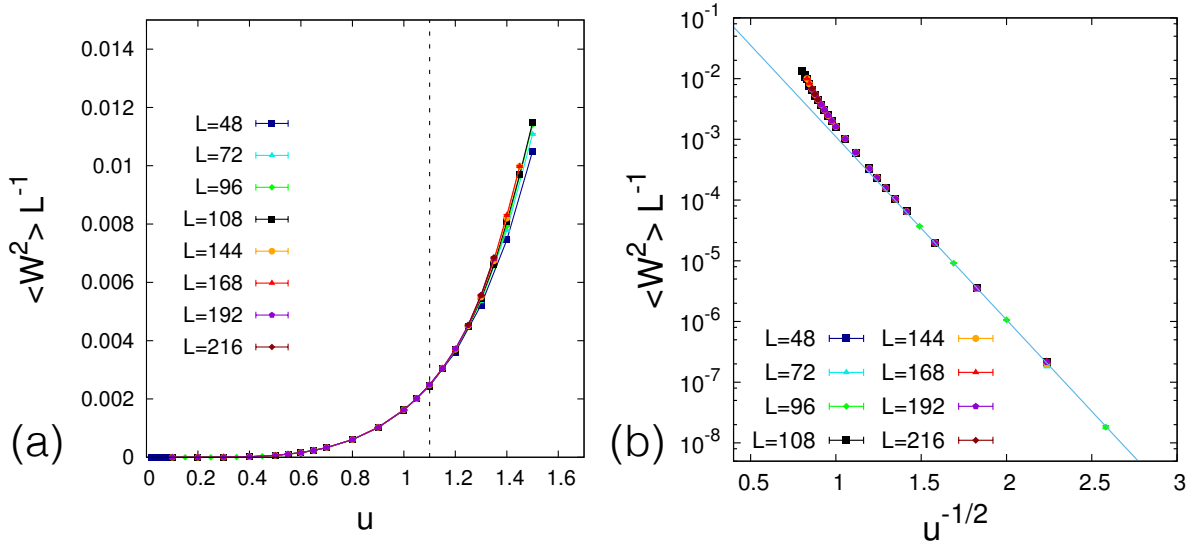 0.014
0.012
0.01
0.008
0.006
0.004
0.002
0
<W² > L⁻¹
L=48
L=72
L=96
L=108
L=144
L=168
L=192
L=216
0 0.2 0.4 0.6 0.8 1 1.2 1.4 1.6
u
(a)
10⁻¹
10⁻²
10⁻³
10⁻⁴
10⁻⁵
10⁻⁶
10⁻⁷
10⁻⁸
<W² > L⁻¹
L=48 L=144
L=72 L=168
L=96 L=192
L=108 L=216
0.5 1 1.5 2 2.5 3
u⁻¹/²
(b)